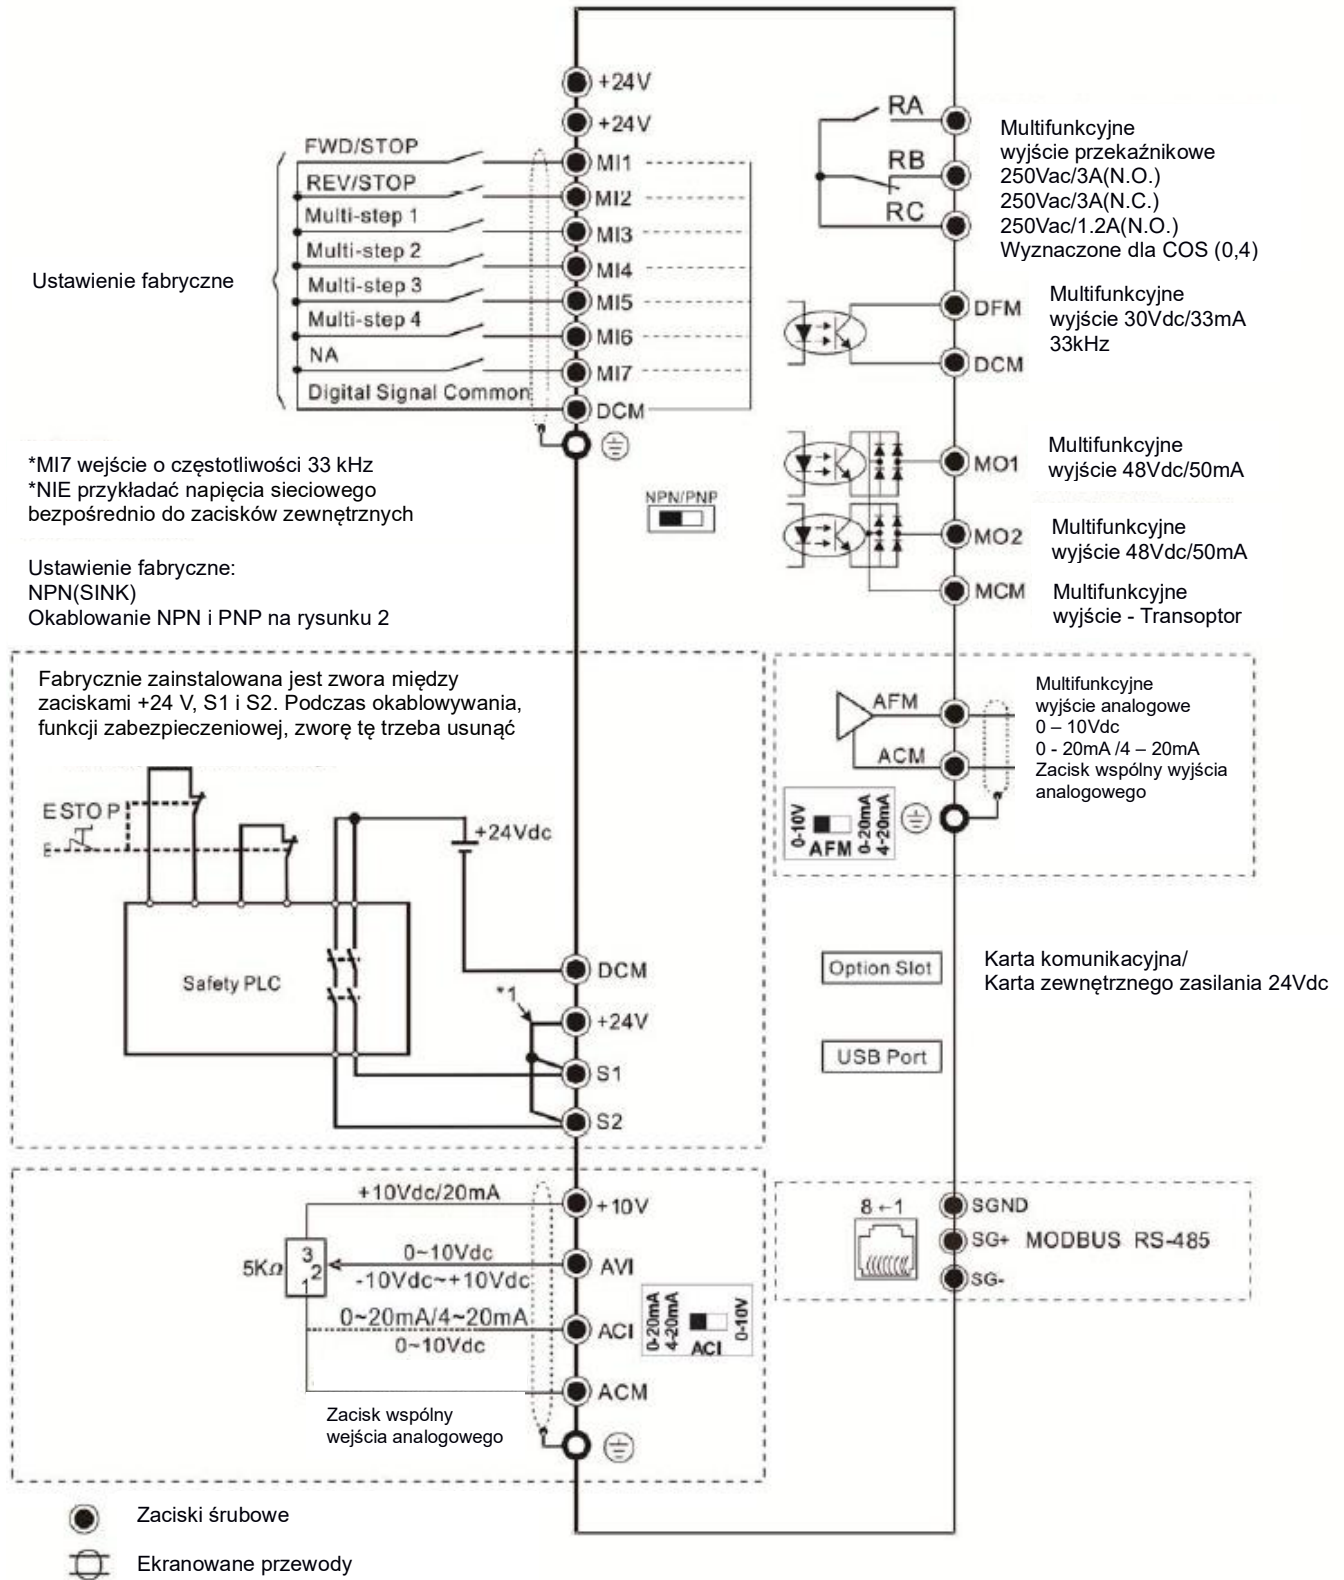 +24V
+24V
FWD/STOP
MI1
REV/STOP
MI2
Multi-step 1
MI3
Multi-step 2
MI4
Multi-step 3
MI5
Multi-step 4
MI6
NA
MI7
Digital Signal Common
DCM
Ustawienie fabryczne
*MI7 wejście o częstotliwości 33 kHz
*NIE przykładać napięcia sieciowego
bezpośrednio do zacisków zewnętrznych
Ustawienie fabryczne:
NPN(SINK)
Okablowanie NPN i PNP na rysunku 2
NPN/PNP
RA
RB
RC
Multifunkcyjne
wyjście przekaźnikowe
250Vac/3A(N.O.)
250Vac/3A(N.C.)
250Vac/1.2A(N.O.)
Wyznaczone dla COS (0,4)
DFM
DCM
Multifunkcyjne
wyjście 30Vdc/33mA
33kHz
MO1
Multifunkcyjne
wyjście 48Vdc/50mA
MO2
Multifunkcyjne
wyjście 48Vdc/50mA
MCM
Multifunkcyjne
wyjście - Transoptor
Fabrycznie zainstalowana jest zwora między
zaciskami +24 V, S1 i S2. Podczas okablowywania,
funkcji zabezpieczeniowej, zworę tę trzeba usunąć
ESTOP
+24Vdc
Safety PLC
DCM
*1
+24V
S1
S2
AFM
ACM
Multifunkcyjne
wyjście analogowe
0 – 10Vdc
0 - 20mA /4 – 20mA
Zacisk wspólny wyjścia
analogowego
0-10V
AFM
0-20mA
4-20mA
Option Slot
Karta komunikacyjna/
Karta zewnętrznego zasilania 24Vdc
USB Port
+10Vdc/20mA
+10V
5KΩ
3
2
1
0~10Vdc
AVI
-10Vdc~+10Vdc
0~20mA/4~20mA
ACI
0~10Vdc
0-20mA
4-20mA
ACI
0-10V
ACM
Zacisk wspólny
wejścia analogowego
8←1
SGND
SG+
SG-
MODBUS RS-485
Zaciski śrubowe
Ekranowane przewody